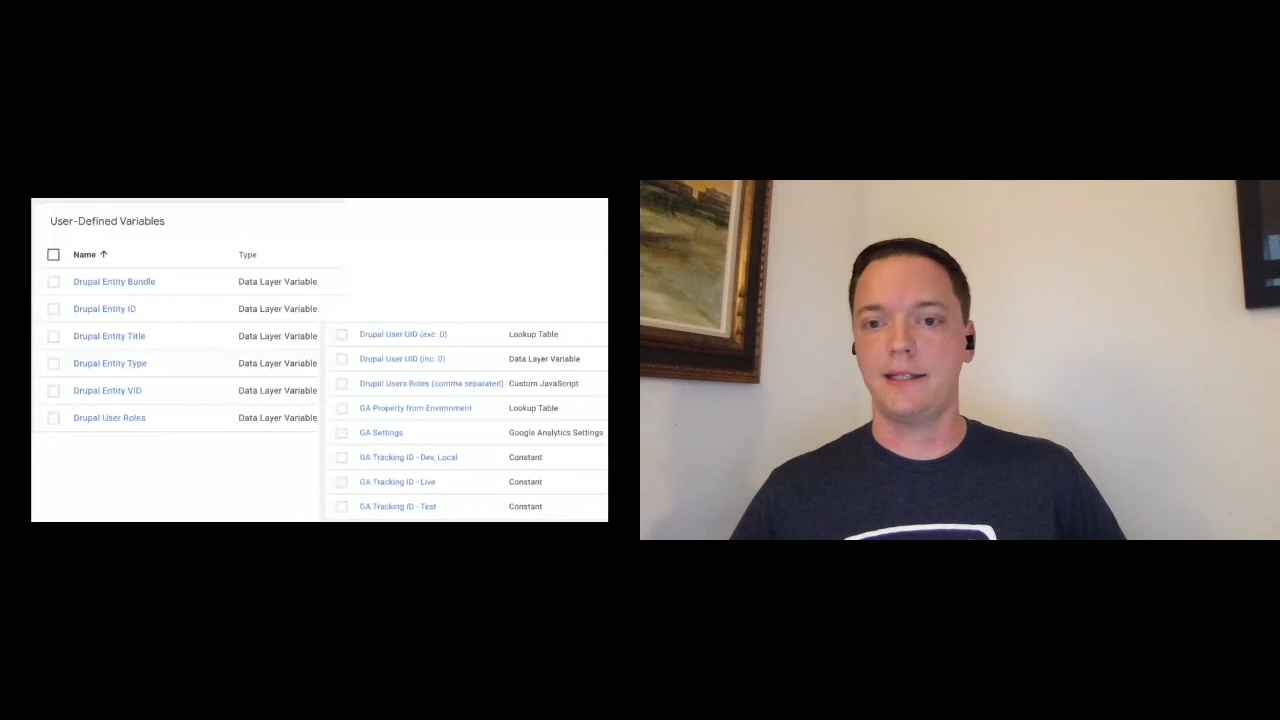 User-Defined Variables
Name ↑ Type
Drupal Entity Bundle Data Layer Variable
Drupal Entity ID Data Layer Variable
Drupal Entity Title Data Layer Variable
Drupal Entity Type Data Layer Variable
Drupal Entity VID Data Layer Variable
Drupal User Roles Data Layer Variable
Drupal User UID (exc. 0) Lookup Table
Drupal User UID (inc. 0) Data Layer Variable
Drupal Users Roles (comma separated) Custom JavaScript
GA Property from Environment Lookup Table
GA Settings Google Analytics Settings
GA Tracking ID - Dev, Local Constant
GA Tracking ID - Live Constant
GA Tracking ID - Test Constant